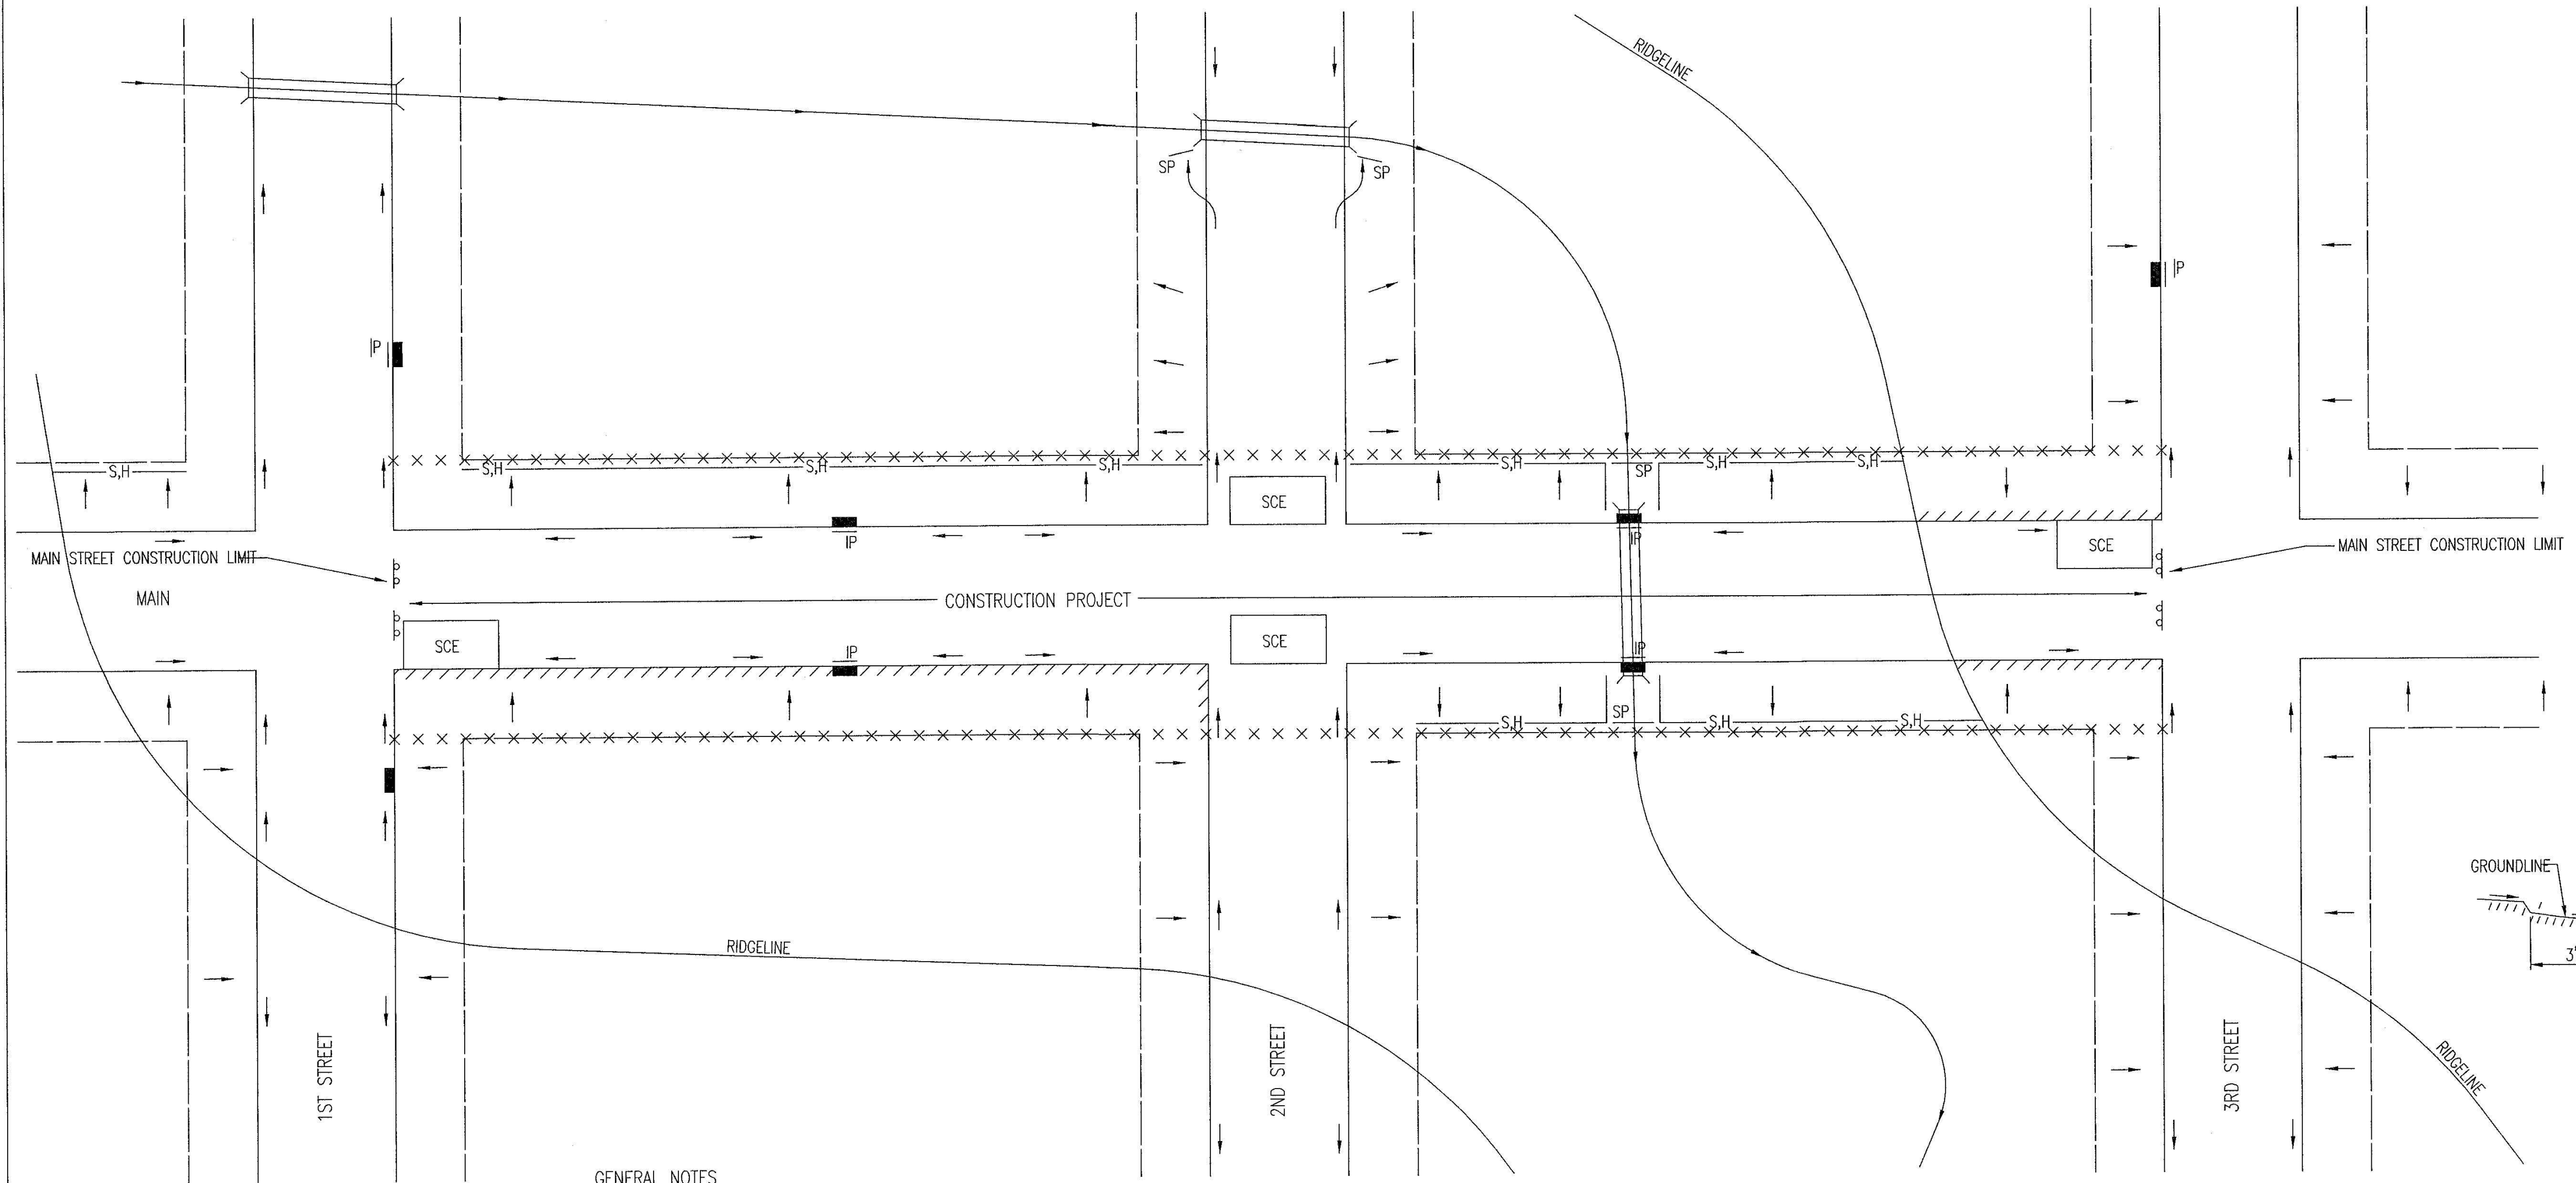 RIDGELINE
SP
SP
IP
IP
S,H
S,H
S,H
S,H
S,H
SP
S,H
S,H
SCE
SCE
MAIN STREET CONSTRUCTION LIMIT
IP
IP
MAIN STREET CONSTRUCTION LIMIT
MAIN
CONSTRUCTION PROJECT
SCE
SCE
IP
IP
S,H
SP
S,H
S,H
GROUNDLINE
RIDGELINE
3'
1ST STREET
2ND STREET
3RD STREET
RIDGELINE
GENERAL NOTES